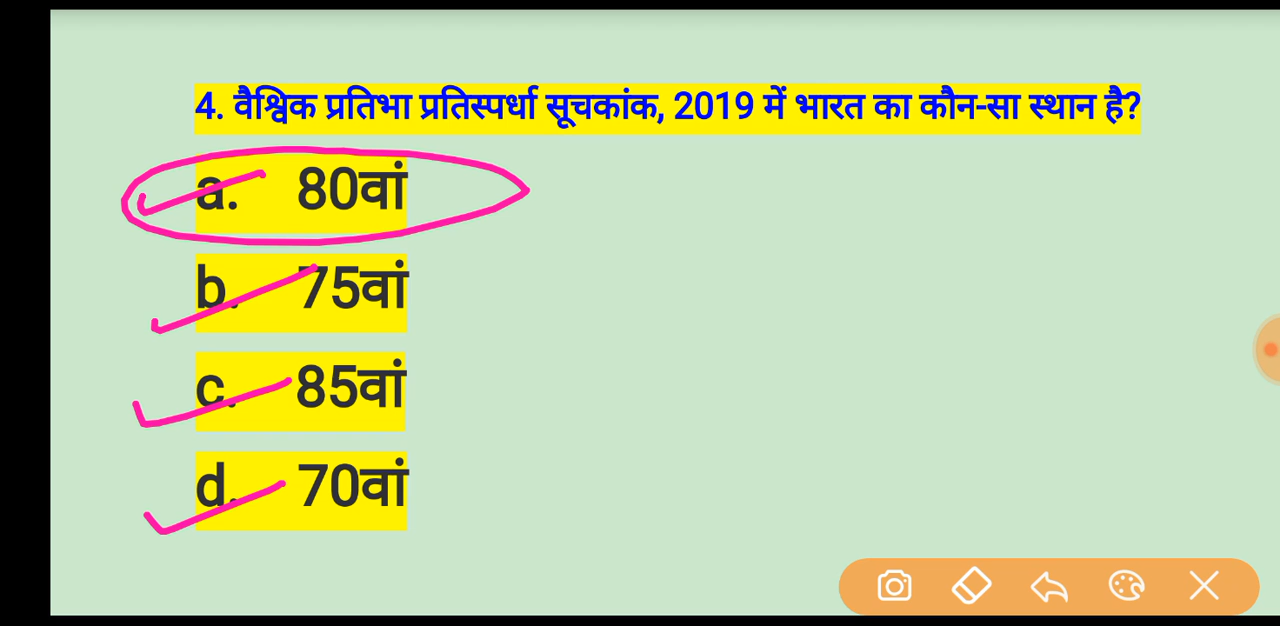 4. वैश्विक प्रतिभा प्रतिस्पर्धा सूचकांक, 2019 में भारत का कौन-सा स्थान है?
a. 80वां
b. 75वां
c. 85वां
d. 70वां